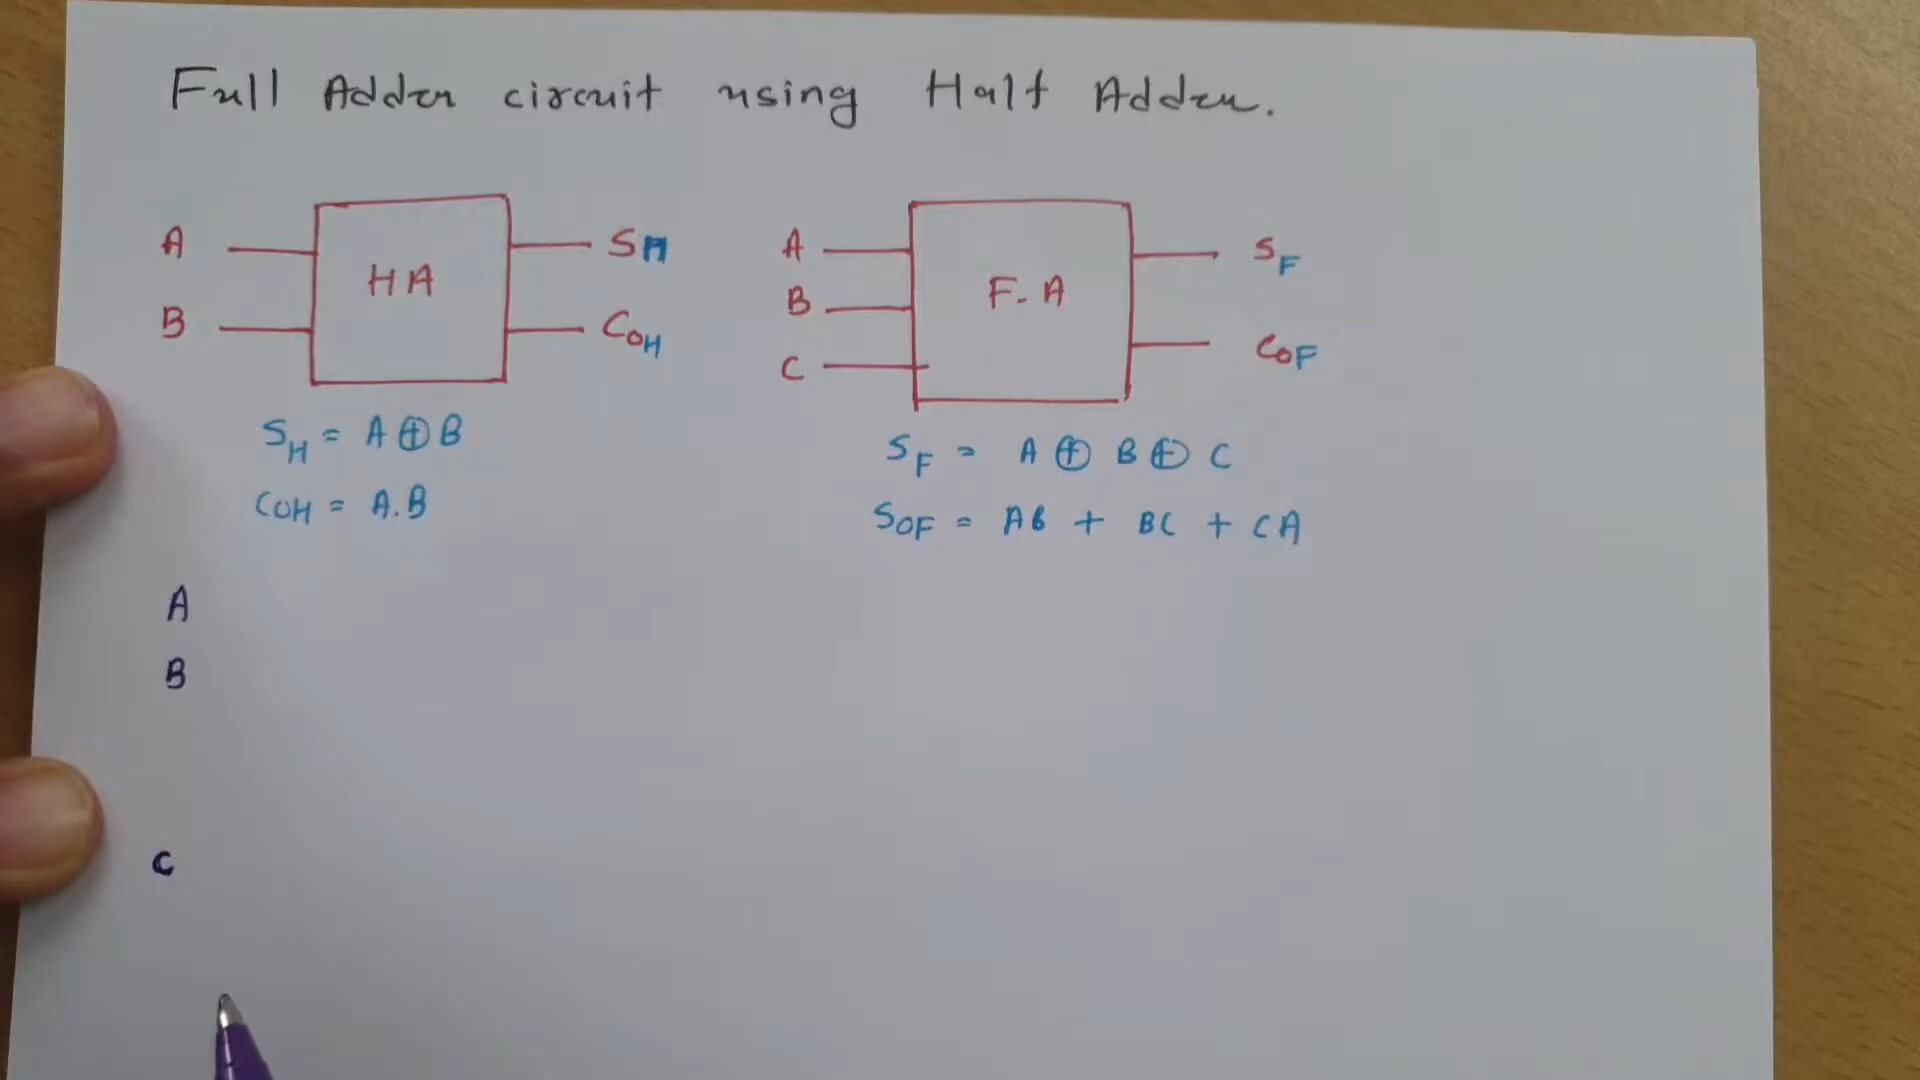 Full Adder circuit using Half Adder.
A
B
HA
SH
COH
SH = A ⊕ B
COH = A.B
A
B
C
F-A
SF
COF
SF = A ⊕ B ⊕ C
SOF = AB + BC + CA
A
B
C